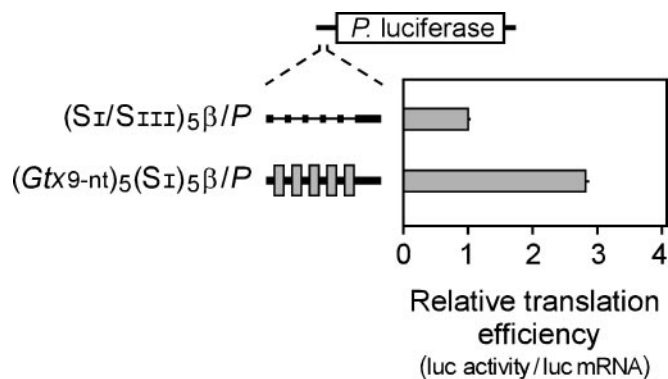 P. luciferase
(SI/SIII)5β/P
(Gtx9-nt)5(SI)5β/P
0 1 2 3 4
Relative translation
efficiency
(luc activity/luc mRNA)